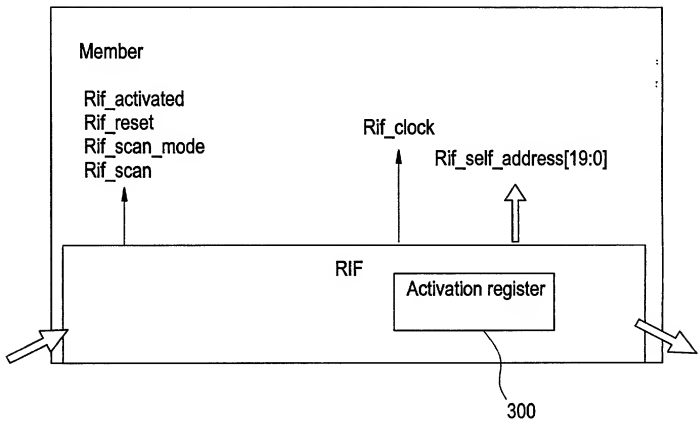 Member
Rif_activated
Rif_reset
Rif_scan_mode
Rif_scan
Rif_clock
Rif_self_address[19:0]
RIF
Activation register
300